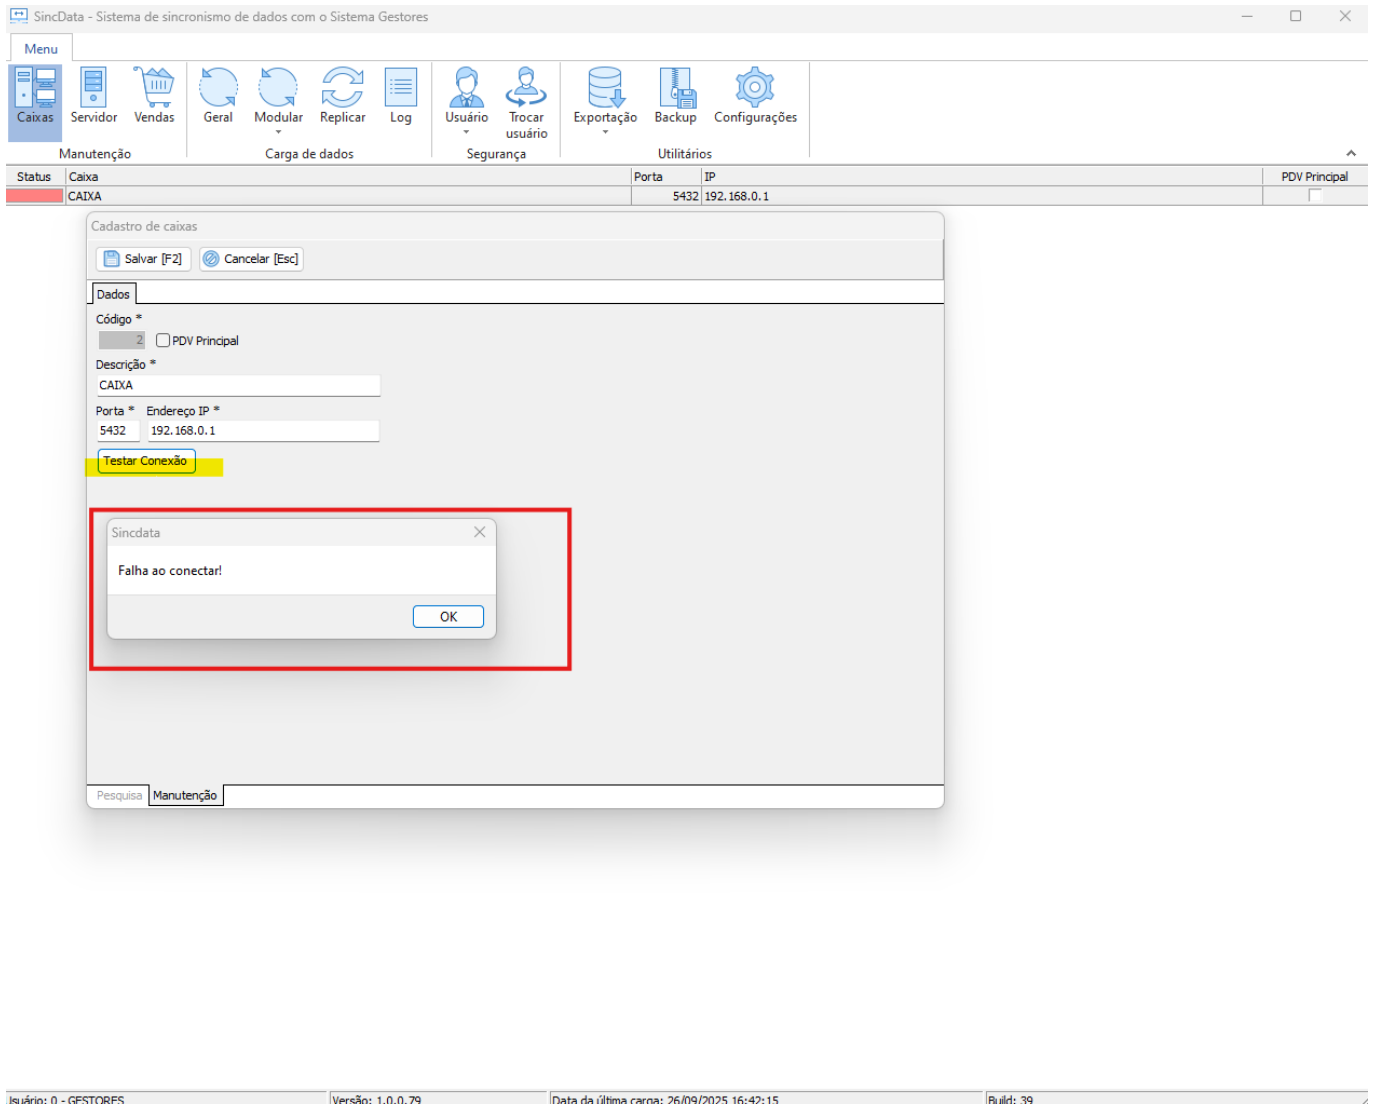 SincData - Sistema de sincronismo de dados com o Sistema Gestores
Menu
Caixas Servidor Vendas Geral Modular Replicar Log Usuário Trocar usuário Exportação Backup Configurações
Manutenção Carga de dados Segurança Utilitários
Status Caixa Porta IP PDV Principal
CAIXA 5432 192.168.0.1
Cadastro de caixas
Salvar [F2] Cancelar [Esc]
Dados
Código *
2 PDV Principal
Descrição *
CAIXA
Porta * Endereço IP *
5432 192.168.0.1
Testar Conexão
Sincdata
Falha ao conectar!
OK
Pesquisa Manutenção
Usuário: 0 - GESTORES Versão: 1.0.0.79 Data da última carga: 26/09/2025 16:42:15 Build: 39